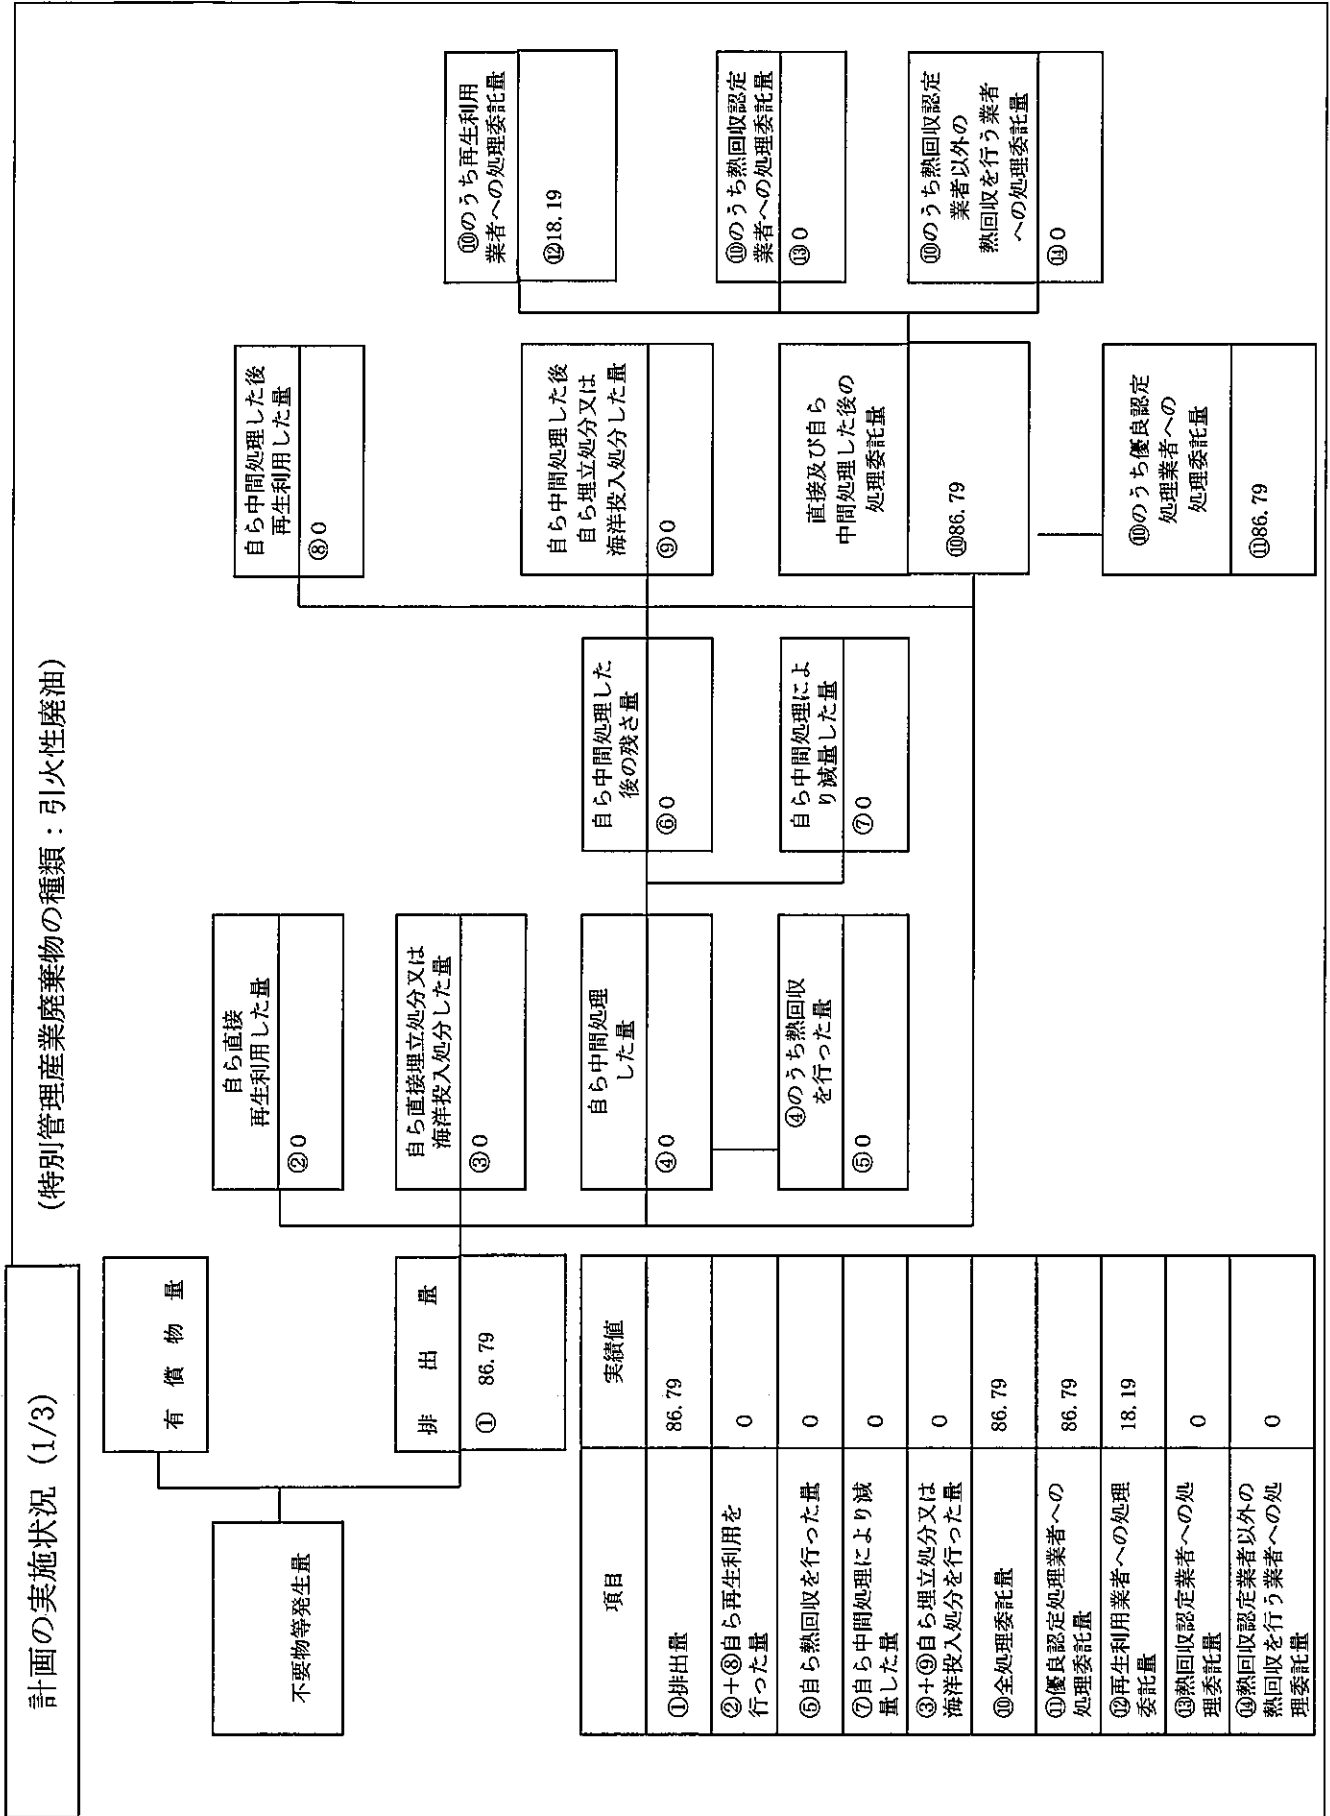 計画の実施状況 (1/3)
(特別管理産業廃棄物の種類：引火性廃油)
不要物等発生量
有償物量
排出量
① 86.79
自ら直接
再生利用した量
②0
自ら直接埋立処分又は
海洋投入処分した量
③0
自ら中間処理
した量
④0
④のうち熱回収
を行った量
⑤0
自ら中間処理した
後の残さ量
⑥0
自ら中間処理によ
り減量した量
⑦0
自ら中間処理した後
再生利用した量
⑧0
自ら中間処理した後
自ら埋立処分又は
海洋投入処分した量
⑨0
直接及び自ら
中間処理した後の
処理委託量
⑩86.79
⑩のうち優良認定
処理業者への
処理委託量
⑪86.79
⑩のうち再生利用
業者への処理委託量
⑫18.19
⑩のうち熱回収認定
業者への処理委託量
⑬0
⑩のうち熱回収認定
業者以外の
熱回収を行う業者
への処理委託量
⑭0
項目 実績値
①排出量 86.79
②+⑧自ら再生利用を
行った量 0
⑤自ら熱回収を行った量 0
⑦自ら中間処理により減
量した量 0
③+⑨自ら埋立処分又は
海洋投入処分を行った量 0
⑩全処理委託量 86.79
⑪優良認定処理業者への
処理委託量 86.79
⑫再生利用業者への処理
委託量 18.19
⑬熱回収認定業者への処
理委託量 0
⑭熱回収認定業者以外の
熱回収を行う業者への処
理委託量 0